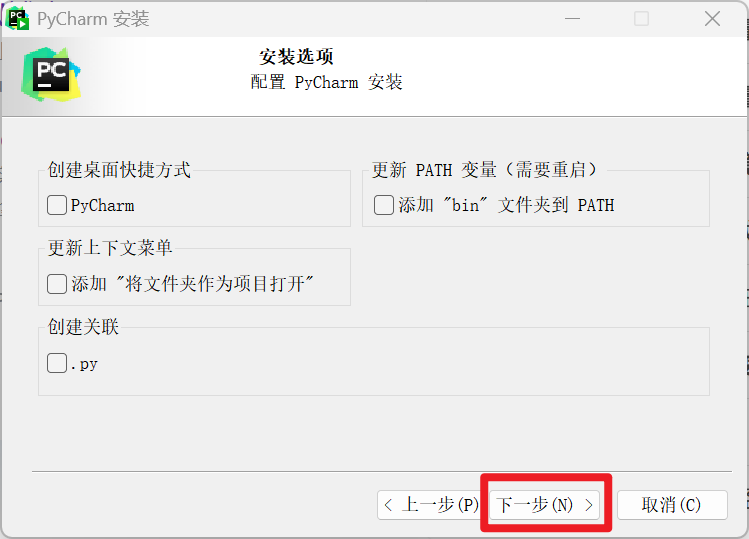 PyCharm 安装
PC
安装选项
配置 PyCharm 安装
创建桌面快捷方式
PyCharm
更新 PATH 变量（需要重启）
添加 "bin" 文件夹到 PATH
更新上下文菜单
添加 "将文件夹作为项目打开"
创建关联
.py
< 上一步(P)
下一步(N) >
取消(C)